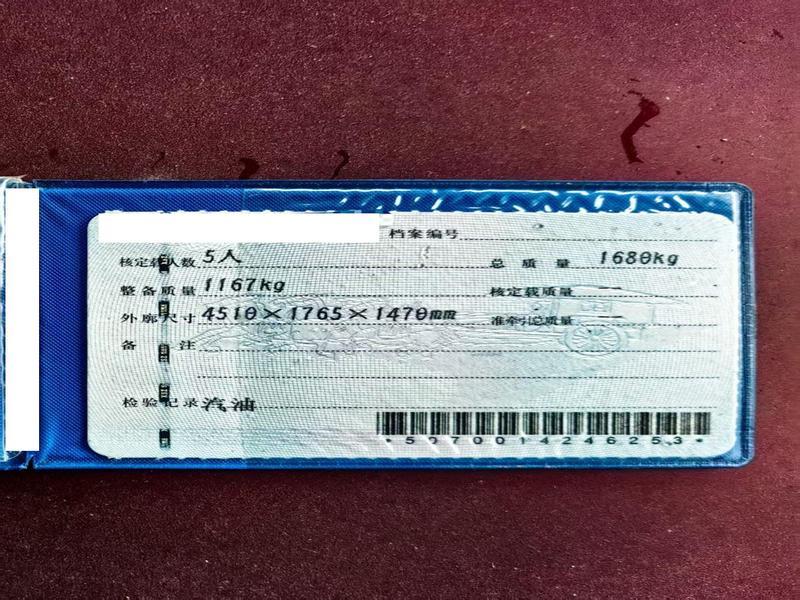 档案编号
核定载人数 5人 总质量 1680kg
整备质量 1167kg 核定载质量 —
外廓尺寸 4510×1765×1470mm 准牵引总质量 —
备注
检验记录 汽油
*5070014246253*